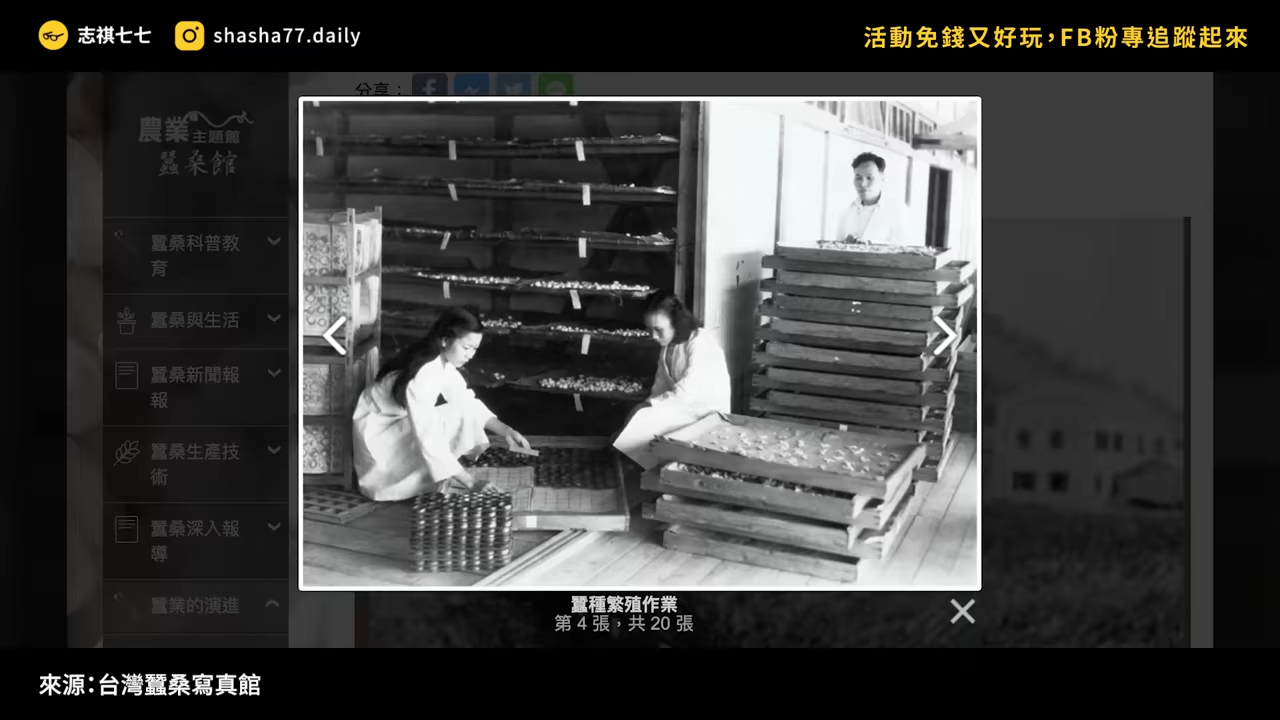 志祺七七
shasha77.daily
活動免錢又好玩,FB粉專追蹤起來
分享:
農業主題館
蠶桑館
蠶桑科普教
育
蠶桑與生活
蠶桑新聞報
報
蠶桑生產技
術
蠶桑深入報
導
蠶業的演進
蠶種繁殖作業
第 4 張,共 20 張
來源:台灣蠶桑寫真館